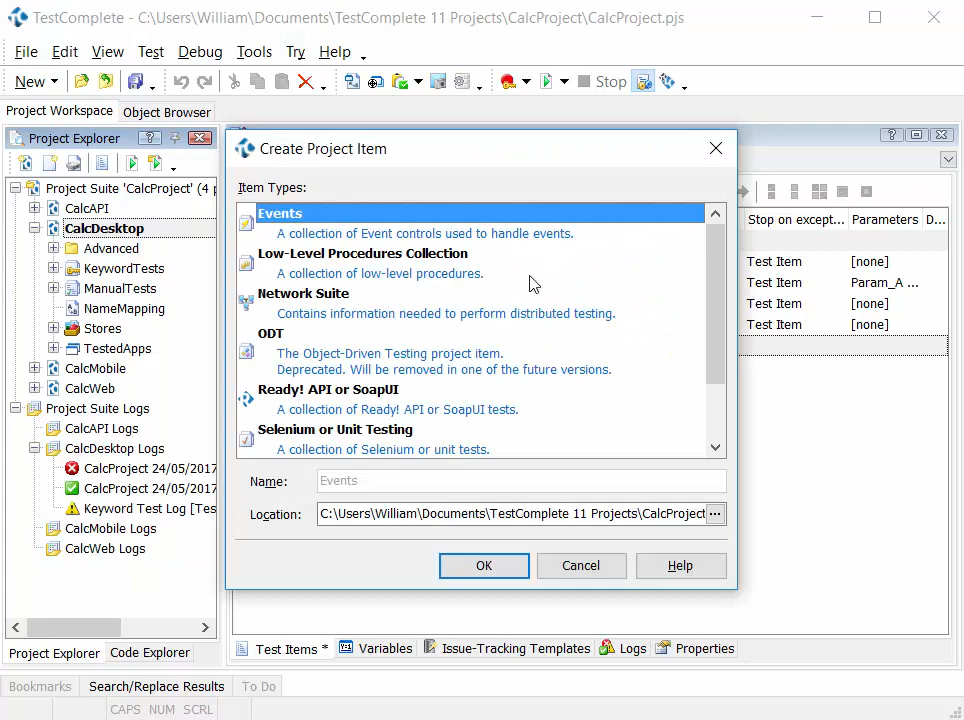 TestComplete - C:\Users\William\Documents\TestComplete 11 Projects\CalcProject\CalcProject.pjs
File Edit View Test Debug Tools Try Help
New Stop
Project Workspace Object Browser
Project Explorer
Project Suite 'CalcProject' (4 p
CalcAPI
CalcDesktop
Advanced
KeywordTests
ManualTests
NameMapping
Stores
TestedApps
CalcMobile
CalcWeb
Project Suite Logs
CalcAPI Logs
CalcDesktop Logs
CalcProject 24/05/2017
CalcProject 24/05/2017
Keyword Test Log [Tes
CalcMobile Logs
CalcWeb Logs
Project Explorer Code Explorer
Create Project Item
Item Types:
Events
A collection of Event controls used to handle events.
Low-Level Procedures Collection
A collection of low-level procedures.
Network Suite
Contains information needed to perform distributed testing.
ODT
The Object-Driven Testing project item.
Deprecated. Will be removed in one of the future versions.
Ready! API or SoapUI
A collection of Ready! API or SoapUI tests.
Selenium or Unit Testing
A collection of Selenium or unit tests.
Name: Events
Location: C:\Users\William\Documents\TestComplete 11 Projects\CalcProject ...
OK Cancel Help
Stop on except... Parameters D...
Test Item [none]
Test Item Param_A ...
Test Item [none]
Test Item [none]
Test Items * Variables Issue-Tracking Templates Logs Properties
Bookmarks Search/Replace Results To Do
CAPS NUM SCRL